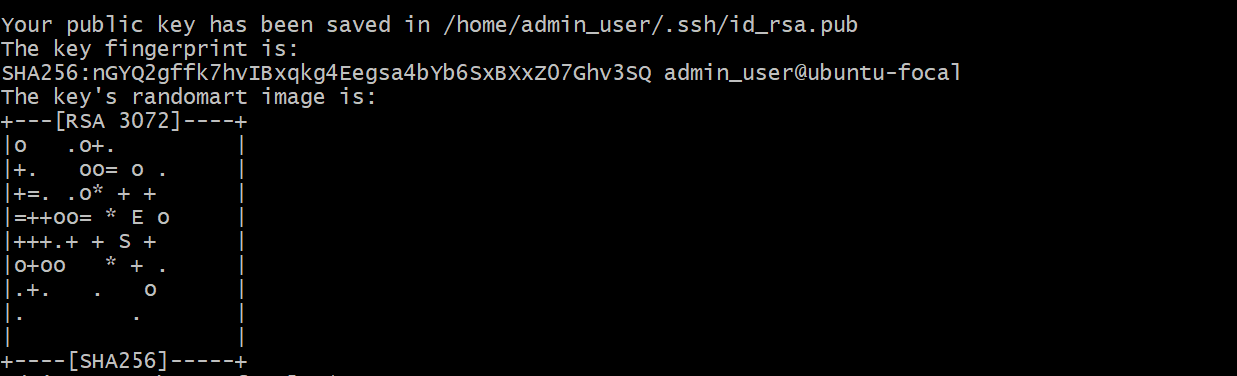 Your public key has been saved in /home/admin_user/.ssh/id_rsa.pub
The key fingerprint is:
SHA256:nGYQ2gffk7hvIBxqkg4Eegsa4bYb6SxBXxZ07Ghv3SQ admin_user@ubuntu-focal
The key's randomart image is:
+---[RSA 3072]----+
|o   .o+.         |
|+.   oo= o .     |
|+=. .o* + +      |
|=++oo= * E o     |
|+++.+ + S +      |
|o+oo   * + .     |
|.+.   .   o      |
|.        .       |
|                 |
+----[SHA256]-----+